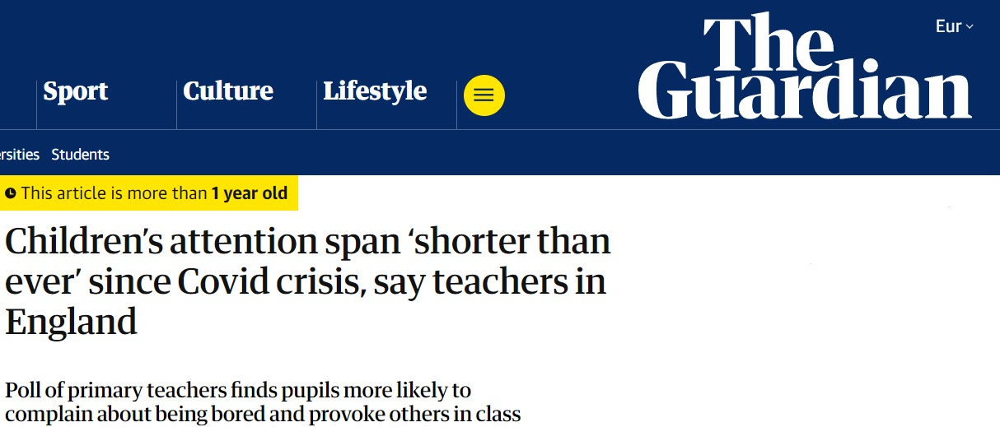 Eur
The
Guardian
Sport
Culture
Lifestyle
Students
This article is more than 1 year old
Children's attention span ‘shorter than
ever’ since Covid crisis, say teachers in
England
Poll of primary teachers finds pupils more likely to
complain about being bored and provoke others in class